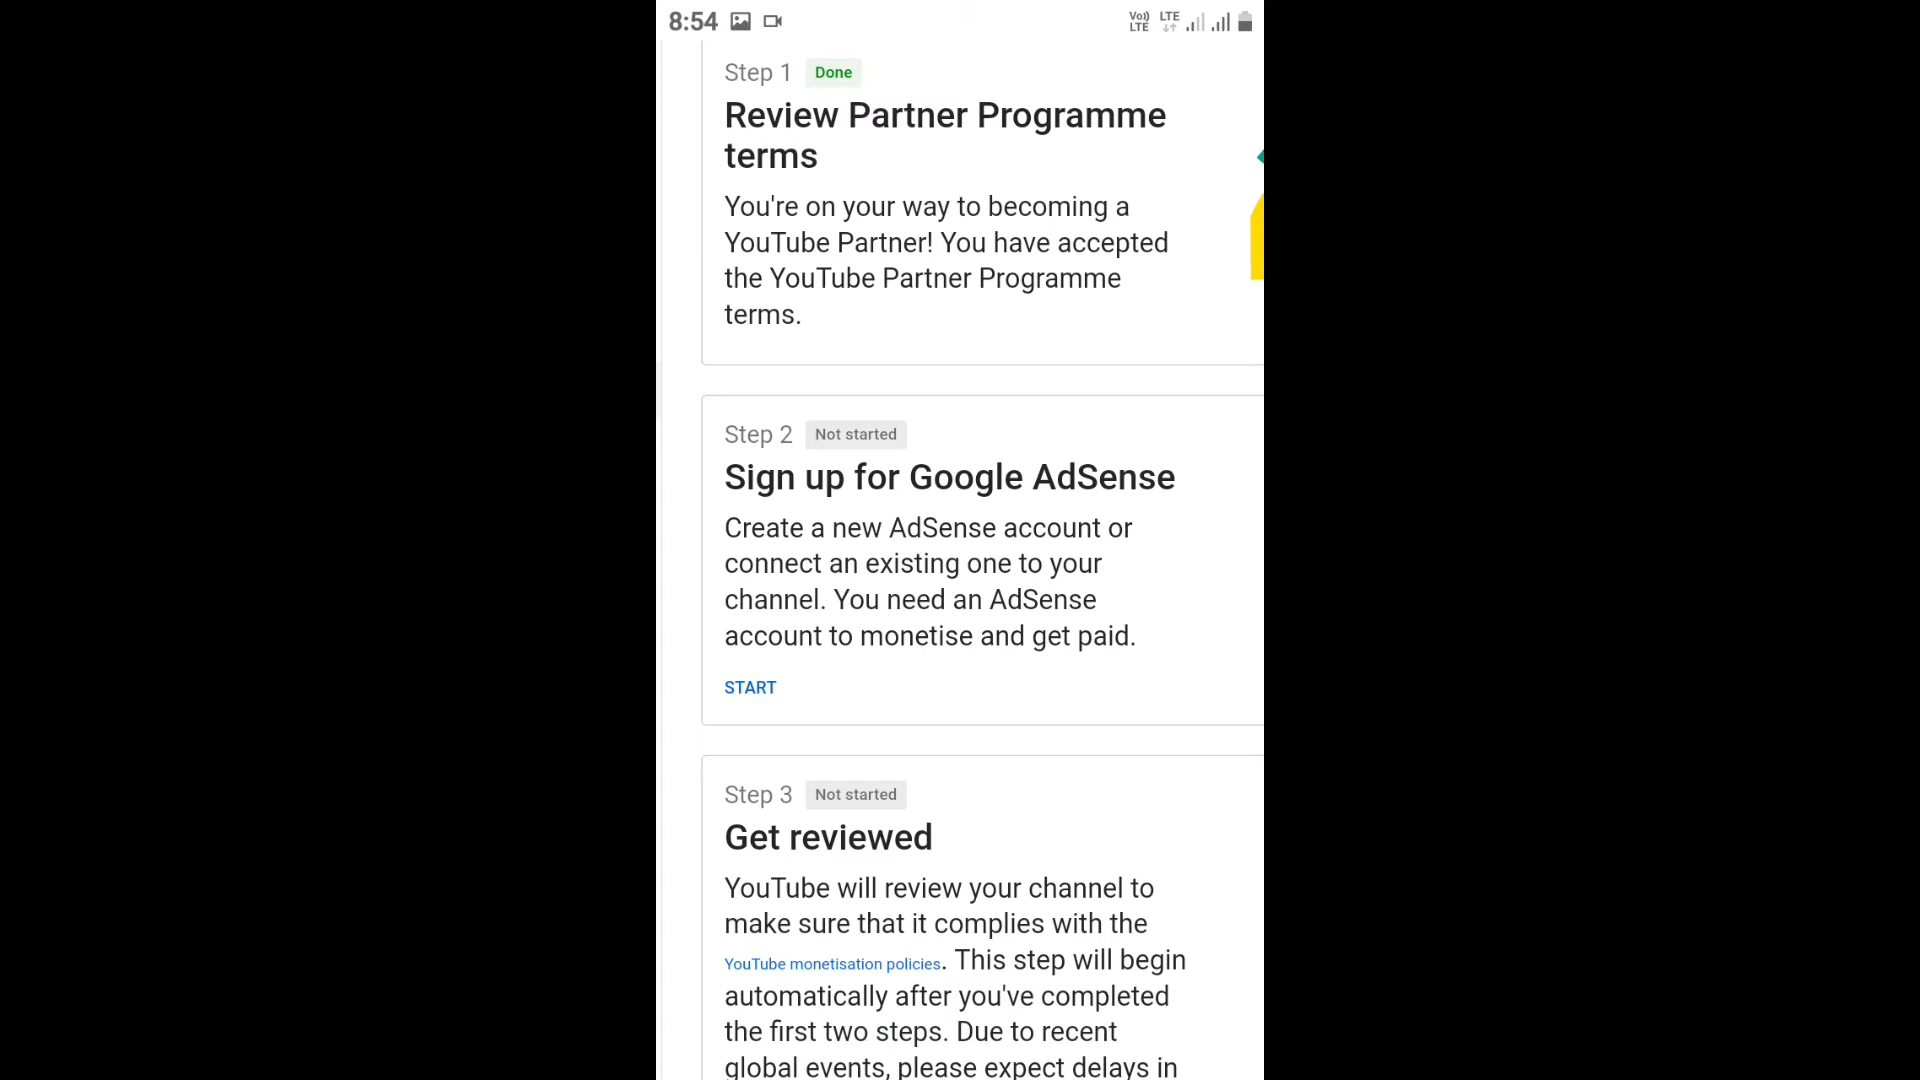 8:54
Vo)) LTE LTE
Step 1 Done
Review Partner Programme
terms
You're on your way to becoming a
YouTube Partner! You have accepted
the YouTube Partner Programme
terms.
Step 2 Not started
Sign up for Google AdSense
Create a new AdSense account or
connect an existing one to your
channel. You need an AdSense
account to monetise and get paid.
START
Step 3 Not started
Get reviewed
YouTube will review your channel to
make sure that it complies with the
YouTube monetisation policies. This step will begin
automatically after you've completed
the first two steps. Due to recent
global events, please expect delays in